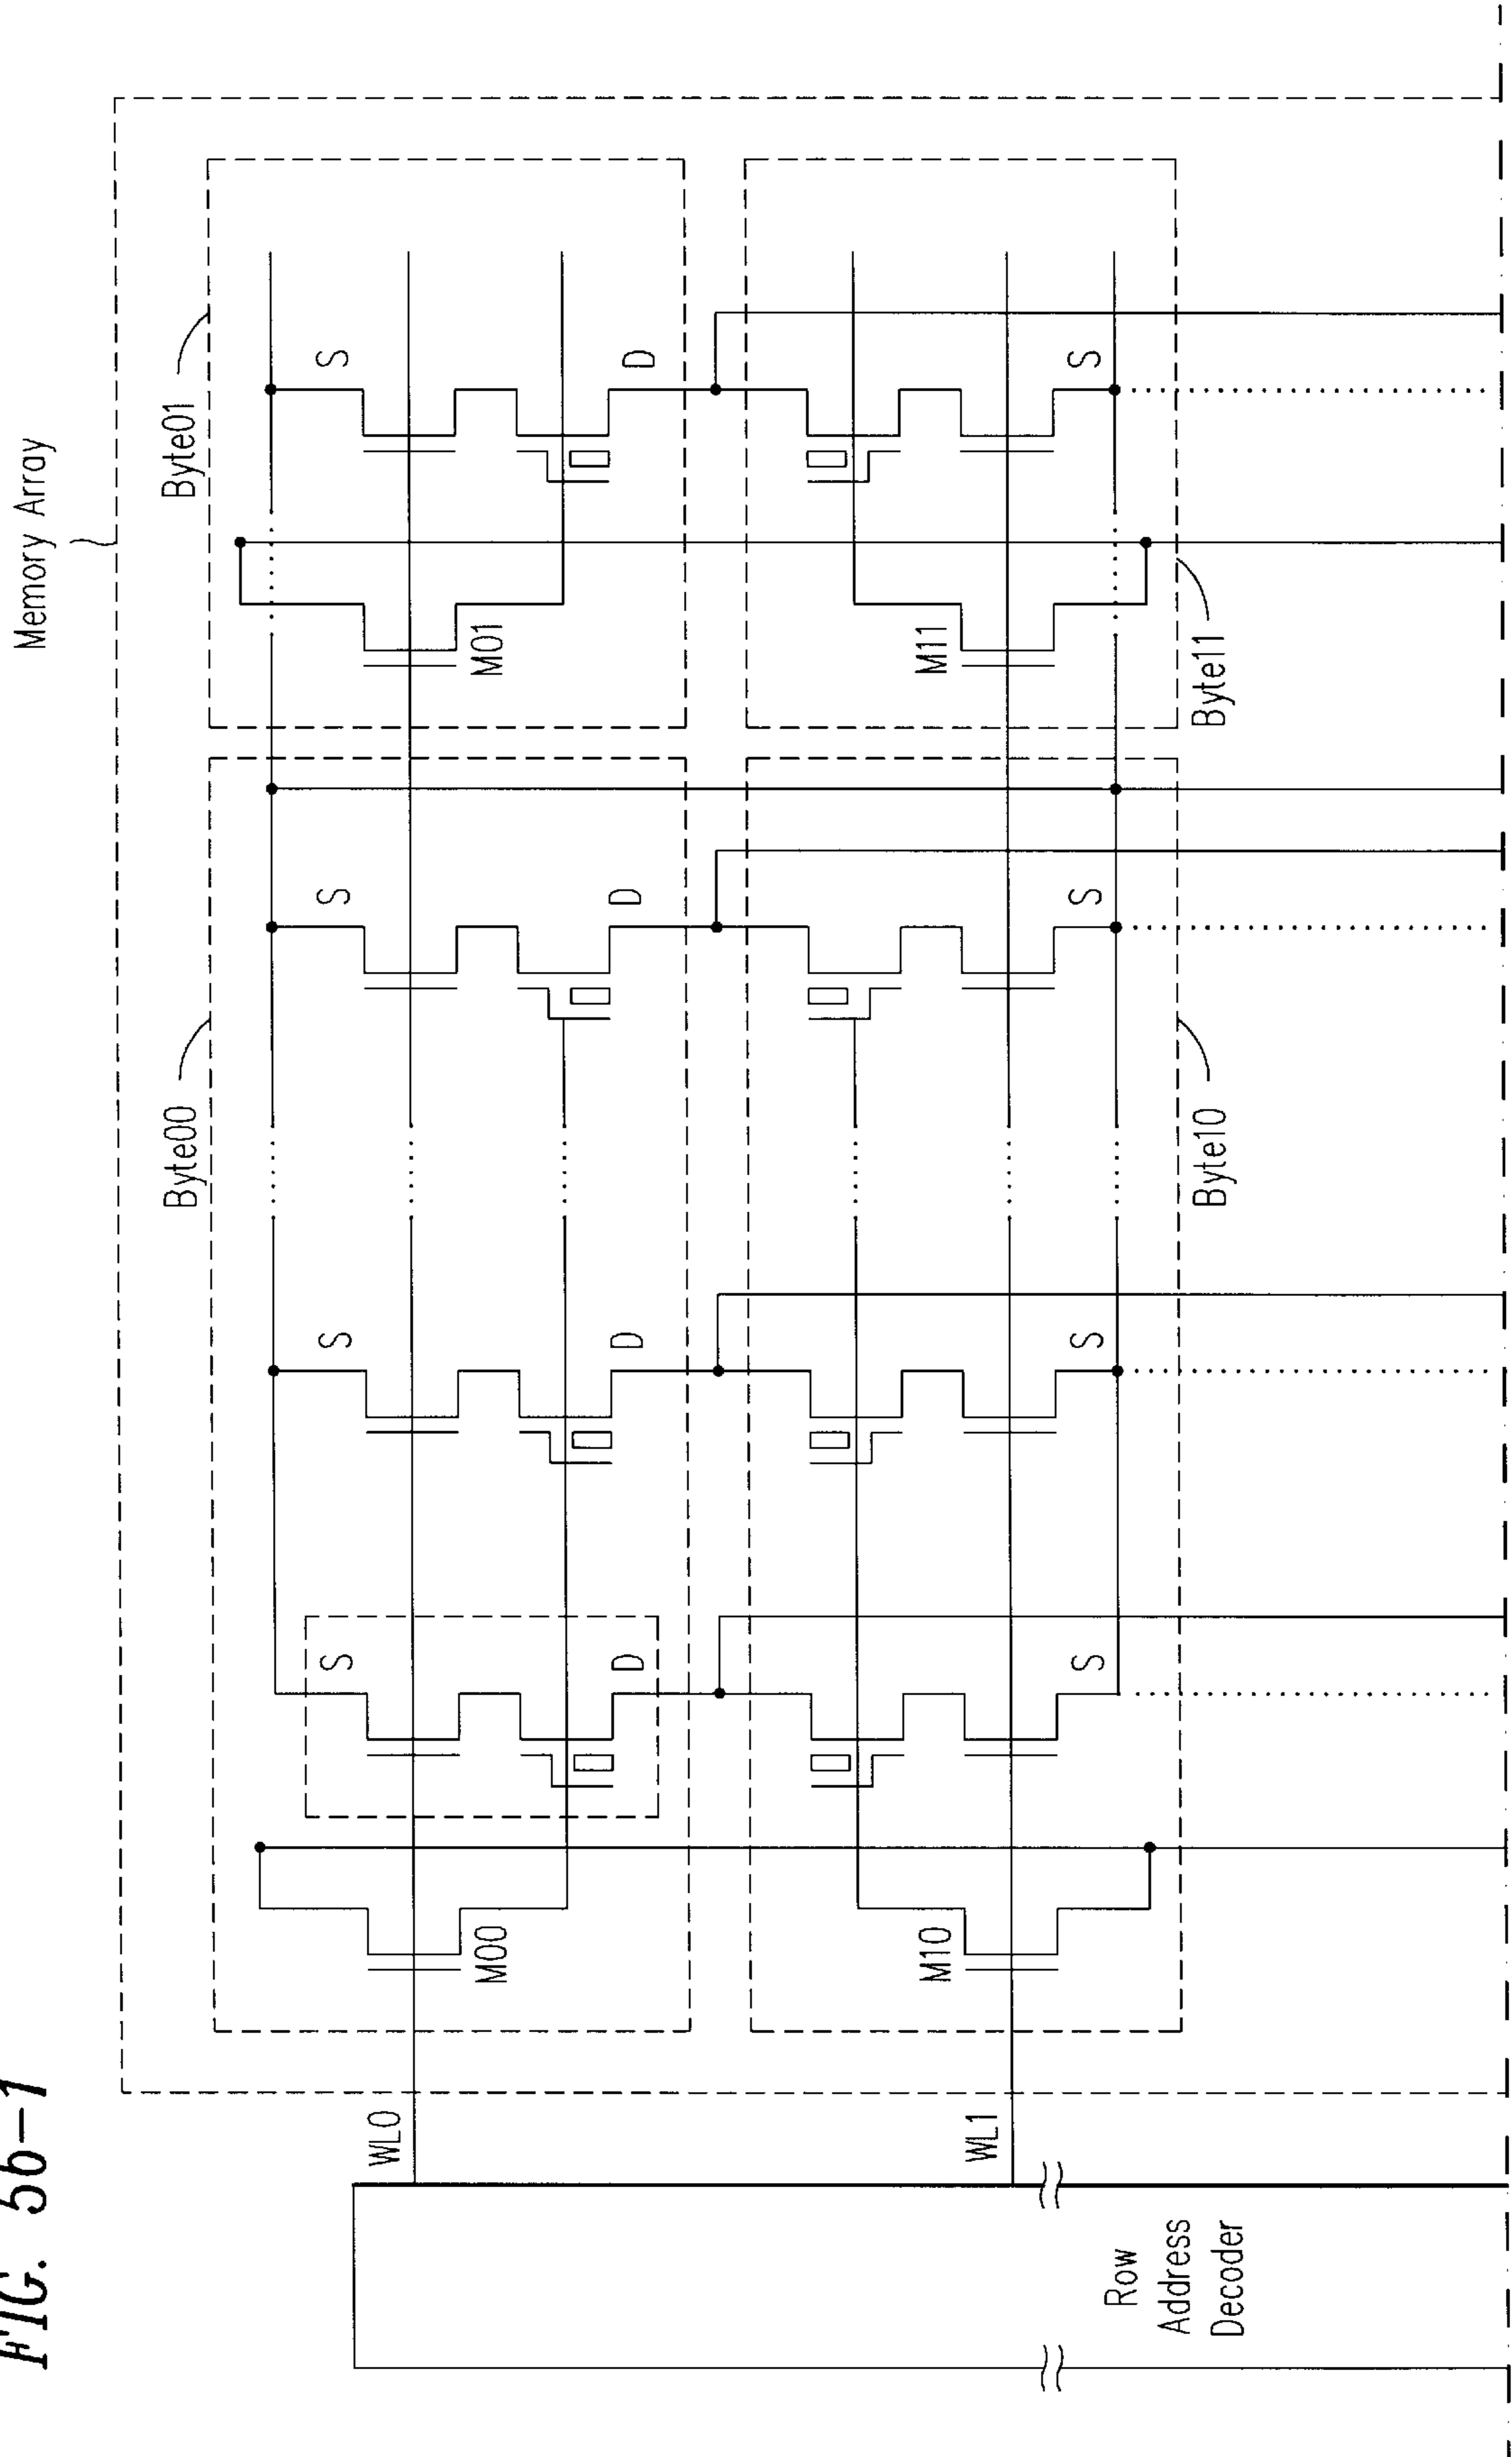 FIG. 5b-1
Memory Array
Byte00
Byte01
S
S
S
S
WL0
M00
M01
D
D
D
D
M10
M11
WL1
S
S
S
S
Row
Address
Decoder
Byte10
Byte11